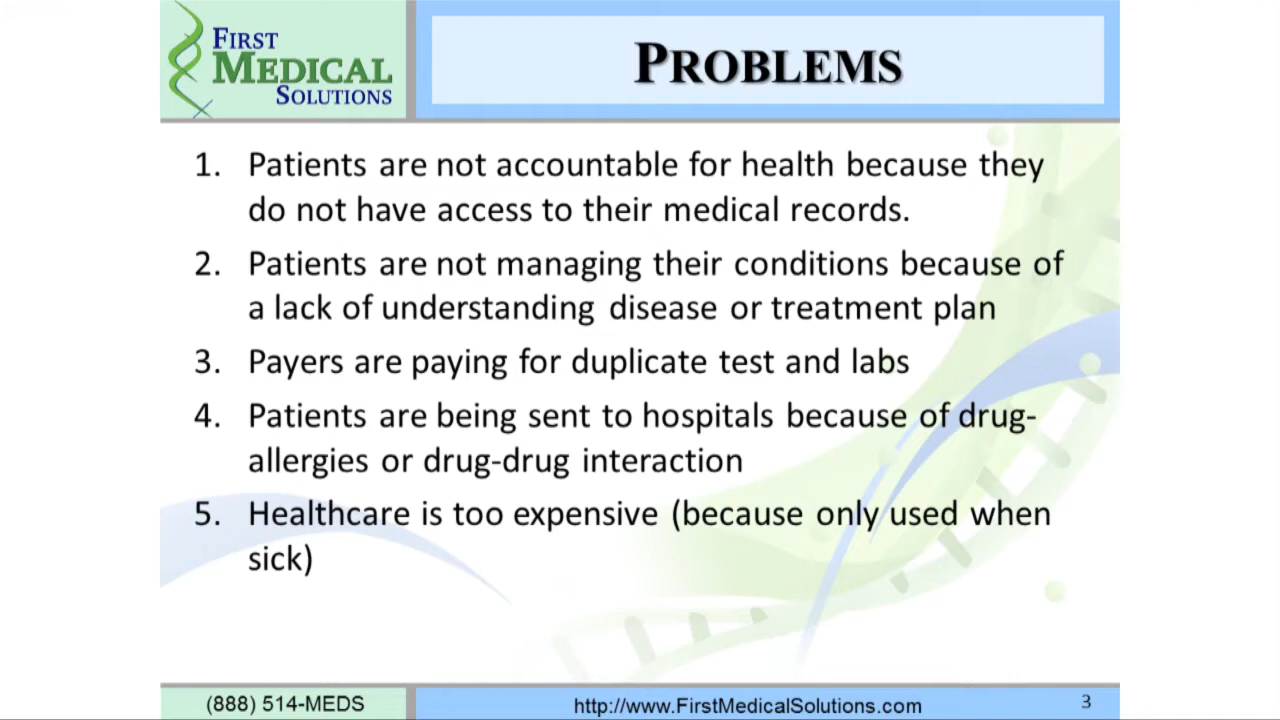 FIRST
MEDICAL
SOLUTIONS
PROBLEMS
1. Patients are not accountable for health because they
do not have access to their medical records.
2. Patients are not managing their conditions because of
a lack of understanding disease or treatment plan
3. Payers are paying for duplicate test and labs
4. Patients are being sent to hospitals because of drug-
allergies or drug-drug interaction
5. Healthcare is too expensive (because only used when
sick)
(888) 514-MEDS
http://www.FirstMedicalSolutions.com
3